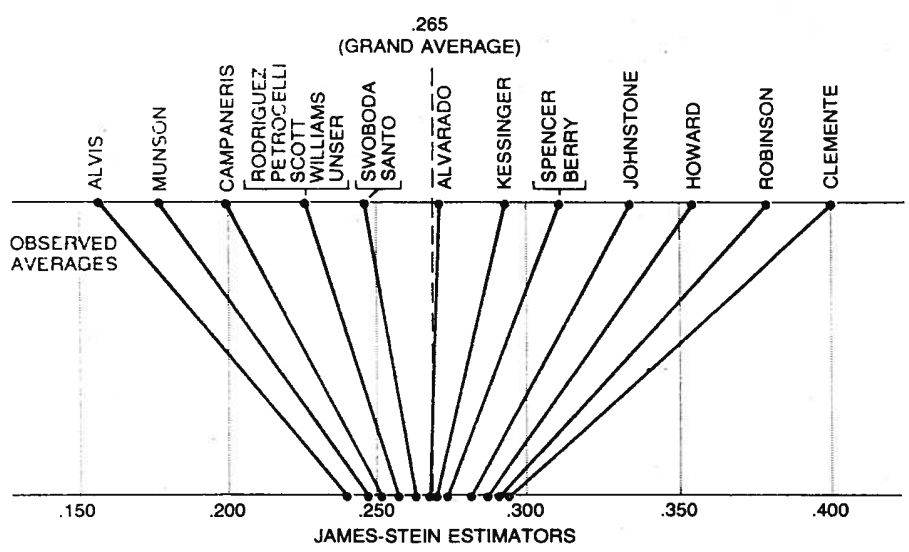 .265
(GRAND AVERAGE)
ALVIS
MUNSON
CAMPANERIS
RODRIGUEZ
PETROCELLI
SCOTT
WILLIAMS
UNSER
SWOBODA
SANTO
ALVARADO
KESSINGER
SPENCER
BERRY
JOHNSTONE
HOWARD
ROBINSON
CLEMENTE
OBSERVED
AVERAGES
.150 .200 .250 .300 .350 .400
JAMES-STEIN ESTIMATORS